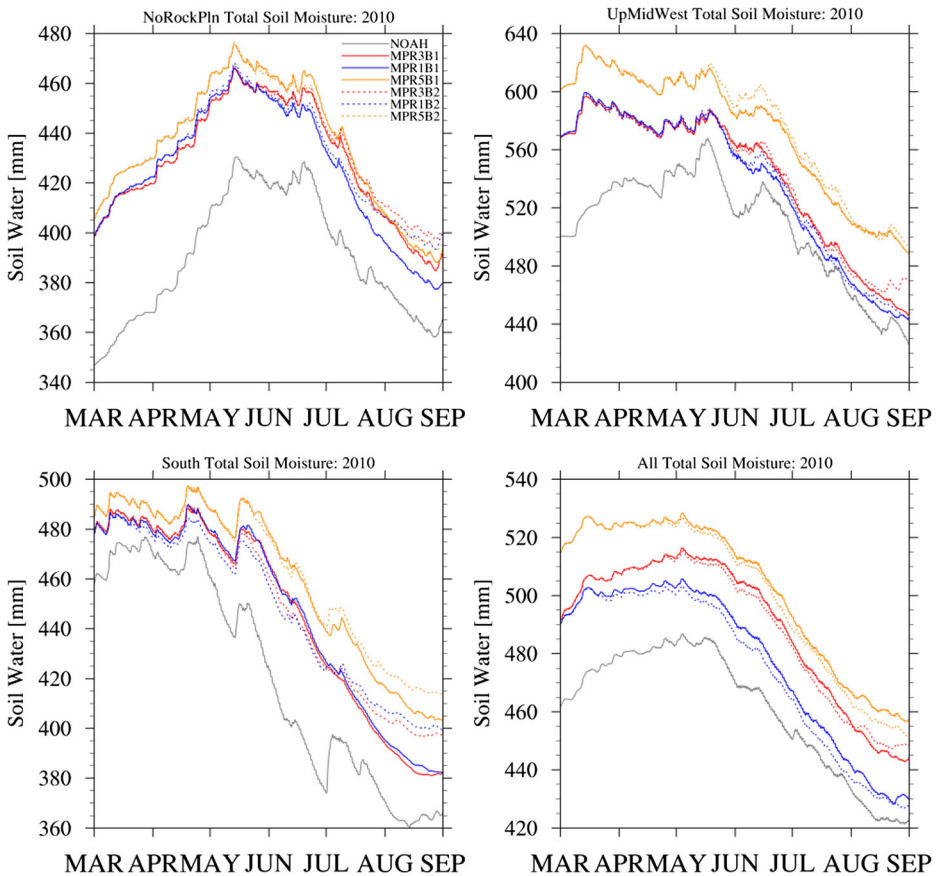 NoRockPln Total Soil Moisture: 2010
480
460
440
420
400
380
360
340
Soil Water [mm]
NOAH
MPR3B1
MPR1B1
MPR5B1
MPR3B2
MPR1B2
MPR5B2
MAR APR MAY JUN JUL AUG SEP
UpMidWest Total Soil Moisture: 2010
640
600
560
520
480
440
400
Soil Water [mm]
MAR APR MAY JUN JUL AUG SEP
South Total Soil Moisture: 2010
500
480
460
440
420
400
380
360
Soil Water [mm]
MAR APR MAY JUN JUL AUG SEP
All Total Soil Moisture: 2010
540
520
500
480
460
440
420
Soil Water [mm]
MAR APR MAY JUN JUL AUG SEP